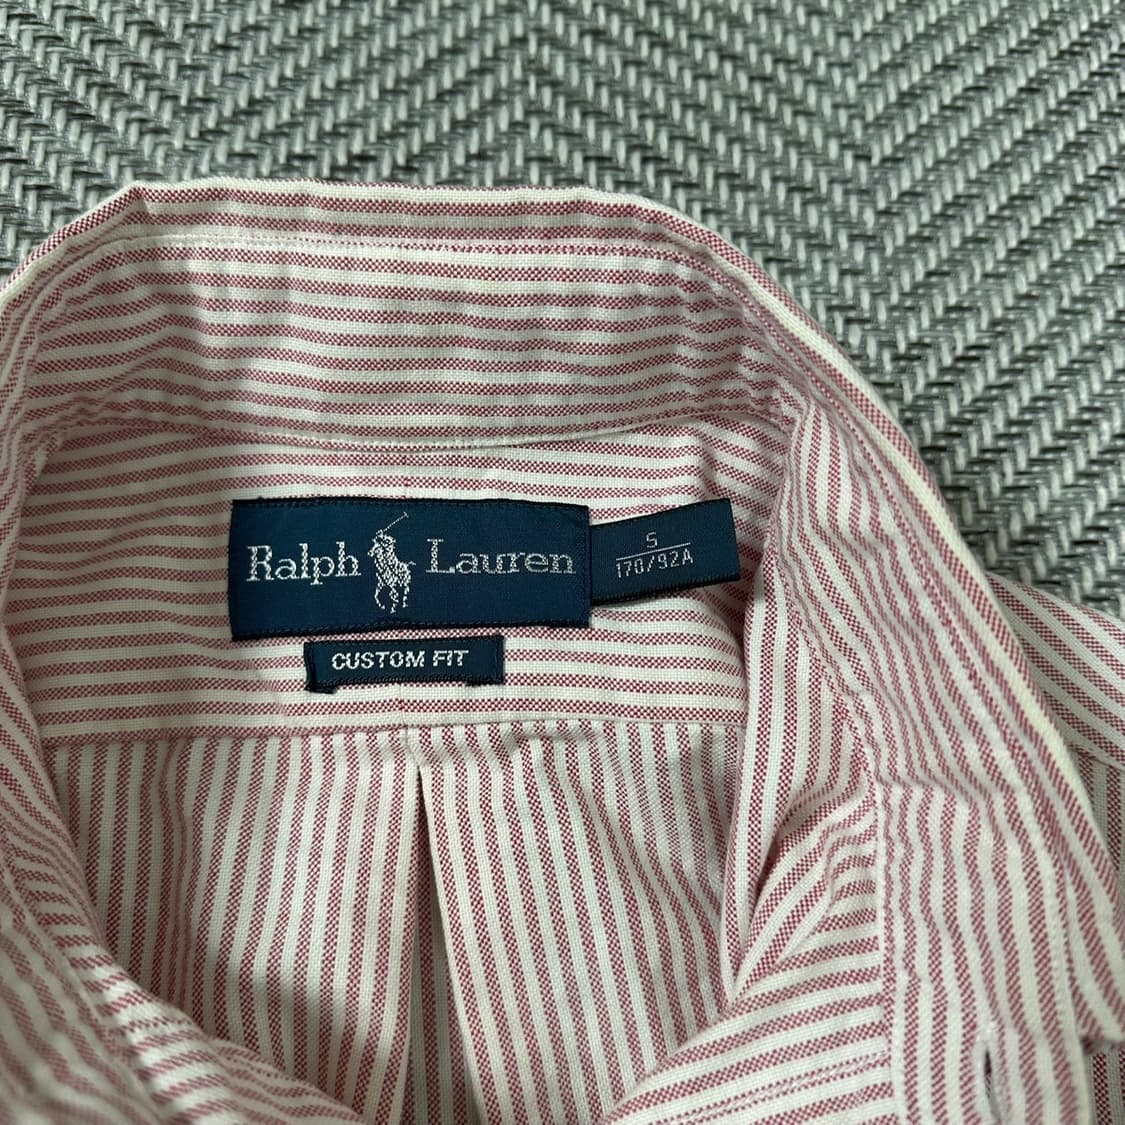 Ralph Lauren
S
170/92A
CUSTOM FIT